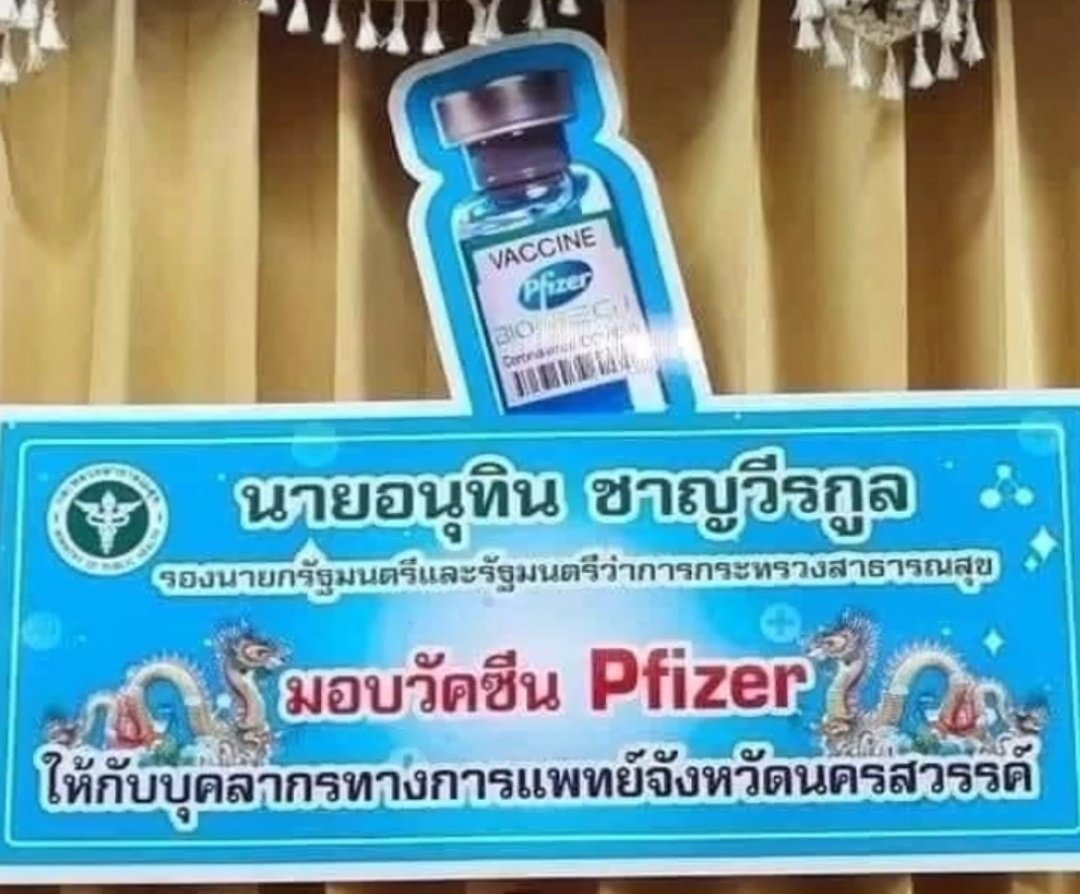 VACCINE
Pfizer
BIONTECH
นายอนุทิน ชาญวีรกูล
รองนายกรัฐมนตรีและรัฐมนตรีว่าการกระทรวงสาธารณสุข
มอบวัคซีน Pfizer
ให้กับบุคลากรทางการแพทย์จังหวัดนครสวรรค์